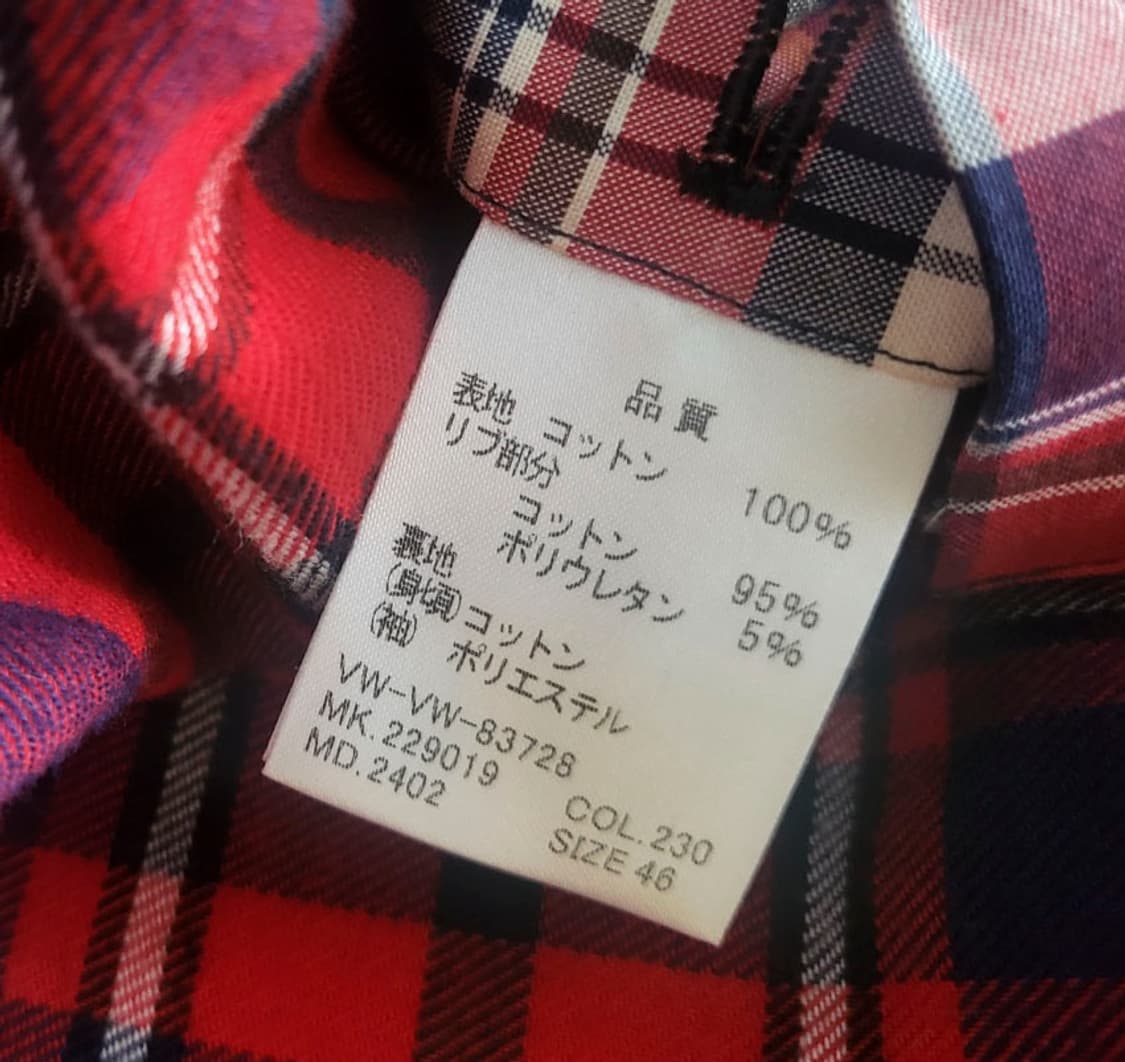 品質
表地 コットン 100%
リブ部分
コットン 95%
ポリウレタン 5%
裏地
(身頃)コットン
(袖) ポリエステル
VW-VW-83728
MK.229019
MD.2402
COL.230
SIZE 46